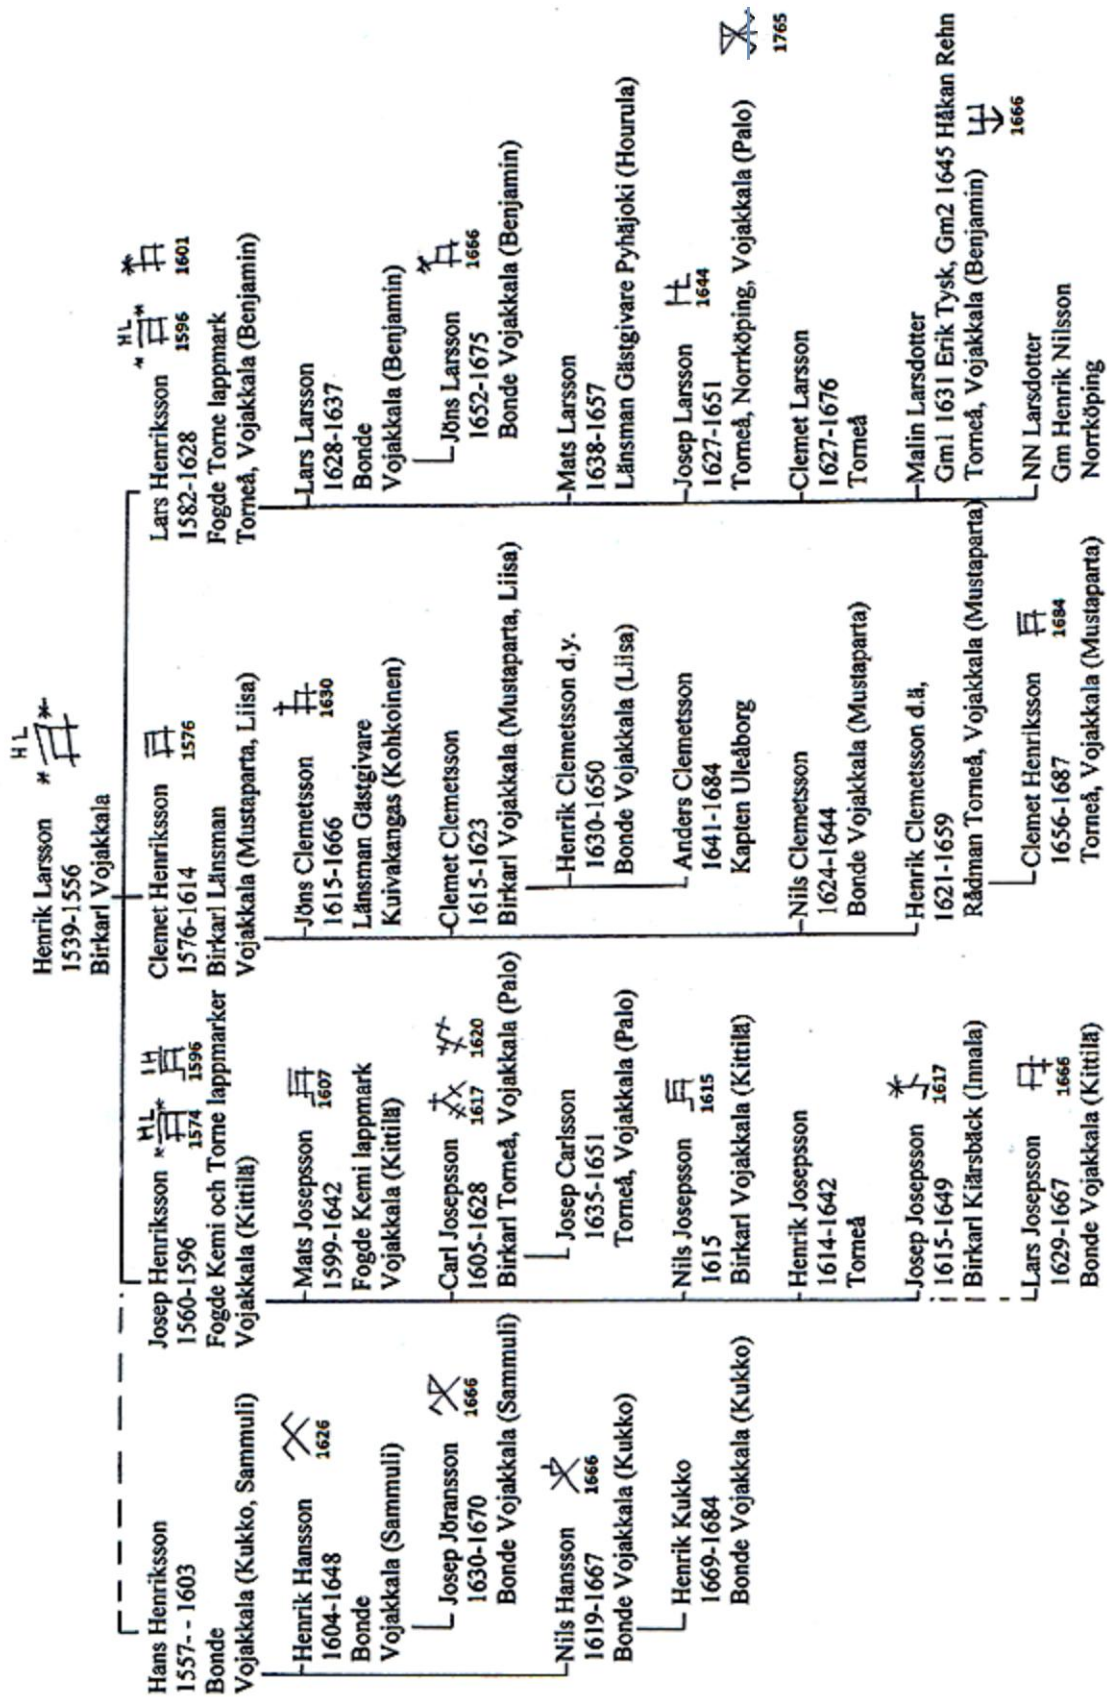 HL
Henrik Larsson
1539-1556
Birkarl Vojakkala
Hans Henriksson
1557- - 1603
Bonde
Vojakkala (Kukko, Sammuli)
Henrik Hansson
1604-1648
1626
Bonde
Vojakkala (Sammuli)
Josep Jöransson
1630-1670
1666
Bonde Vojakkala (Sammuli)
Nils Hansson
1619-1667
1666
Bonde Vojakkala (Kukko)
Henrik Kukko
1669-1684
Bonde Vojakkala (Kukko)
Josep Henriksson
HL
IH
1560-1596
1574
1596
Fogde Kemi och Torne lappmarker
Vojakkala (Kittilä)
Mats Josepsson
1599-1642
1607
Fogde Kemi lappmark
Vojakkala (Kittilä)
Carl Josepsson
1605-1628
1617
1620
Birkarl Torneå, Vojakkala (Palo)
Josep Carlsson
1635-1651
Torneå, Vojakkala (Palo)
Nils Josepsson
1615
1615
Birkarl Vojakkala (Kittilä)
Henrik Josepsson
1614-1642
Torneå
Josep Josepsson
1615-1649
1617
Birkarl Kiärsbäck (Innala)
Lars Josepsson
1629-1667
1666
Bonde Vojakkala (Kittilä)
Clemet Henriksson
1576-1614
1576
Birkarl Länsman
Vojakkala (Mustaparta, Liisa)
Jöns Clemetsson
1615-1666
1630
Länsman Gästgivare
Kuivakangas (Kohkoinen)
Clemet Clemetsson
1615-1623
Birkarl Vojakkala (Mustaparta, Liisa)
Henrik Clemetsson d.y.
1630-1650
Bonde Vojakkala (Liisa)
Anders Clemetsson
1641-1684
Kapten Uleåborg
Nils Clemetsson
1624-1644
Bonde Vojakkala (Mustaparta)
Henrik Clemetsson d.ä,
1621-1659
Rådman Torneå, Vojakkala (Mustaparta)
Clemet Henriksson
1656-1687
1684
Torneå, Vojakkala (Mustaparta)
Lars Henriksson
HL
1582-1628
1596
1601
Fogde Torne lappmark
Torneå, Vojakkala (Benjamin)
Lars Larsson
1628-1637
Bonde
Vojakkala (Benjamin)
Jöns Larsson
1652-1675
1666
Bonde Vojakkala (Benjamin)
Mats Larsson
1638-1657
Länsman Gästgivare Pyhäjoki (Hourula)
Josep Larsson
1627-1651
1644
Torneå, Norrköping, Vojakkala (Palo)
1765
Clemet Larsson
1627-1676
Torneå
Malin Larsdotter
Gm1 1631 Erik Tysk, Gm2 1645 Håkan Rehn
Torneå, Vojakkala (Benjamin)
1666
NN Larsdotter
Gm Henrik Nilsson
Norrköping